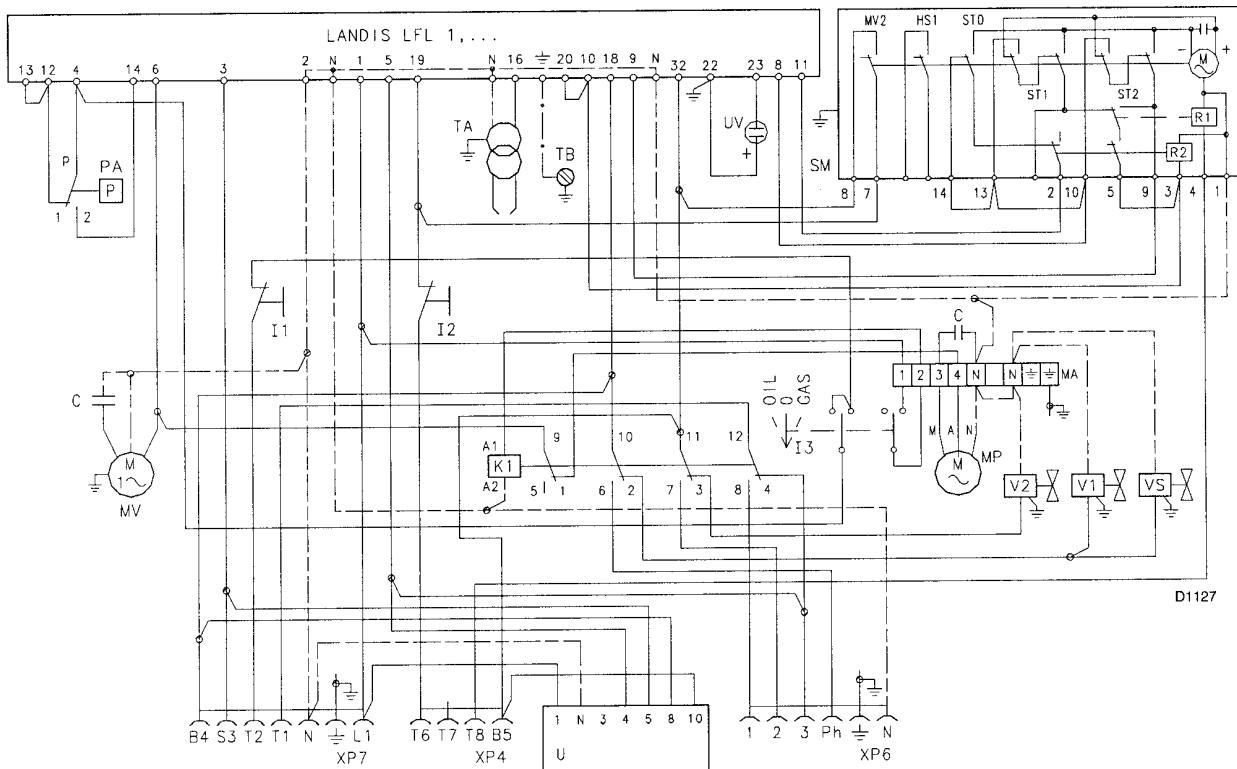 LANDIS LFL 1,...
13 12 4 14 6 3 2 N 1 5 19 N 16 20 10 18 9 N 32 22 23 8 11
MV2 HS1 ST0
- + M
ST1 ST2
R1
R2
SM
8 7 14 13 2 10 5 9 3 4 1
P PA
P
1 2
TA
TB
UV
+
I1
I2
C
C
1 2 3 4 N N MA
OIL
0
GAS
I3
M A N
M MP
9 10 11 12
A1
K1
A2
5 1 6 2 7 3 8 4
M
1
MV
V2 V1 VS
D1127
B4 S3 T2 T1 N L1
XP7
T6 T7 T8 B5
XP4
1 N 3 4 5 8 10
U
1 2 3 Ph N
XP6